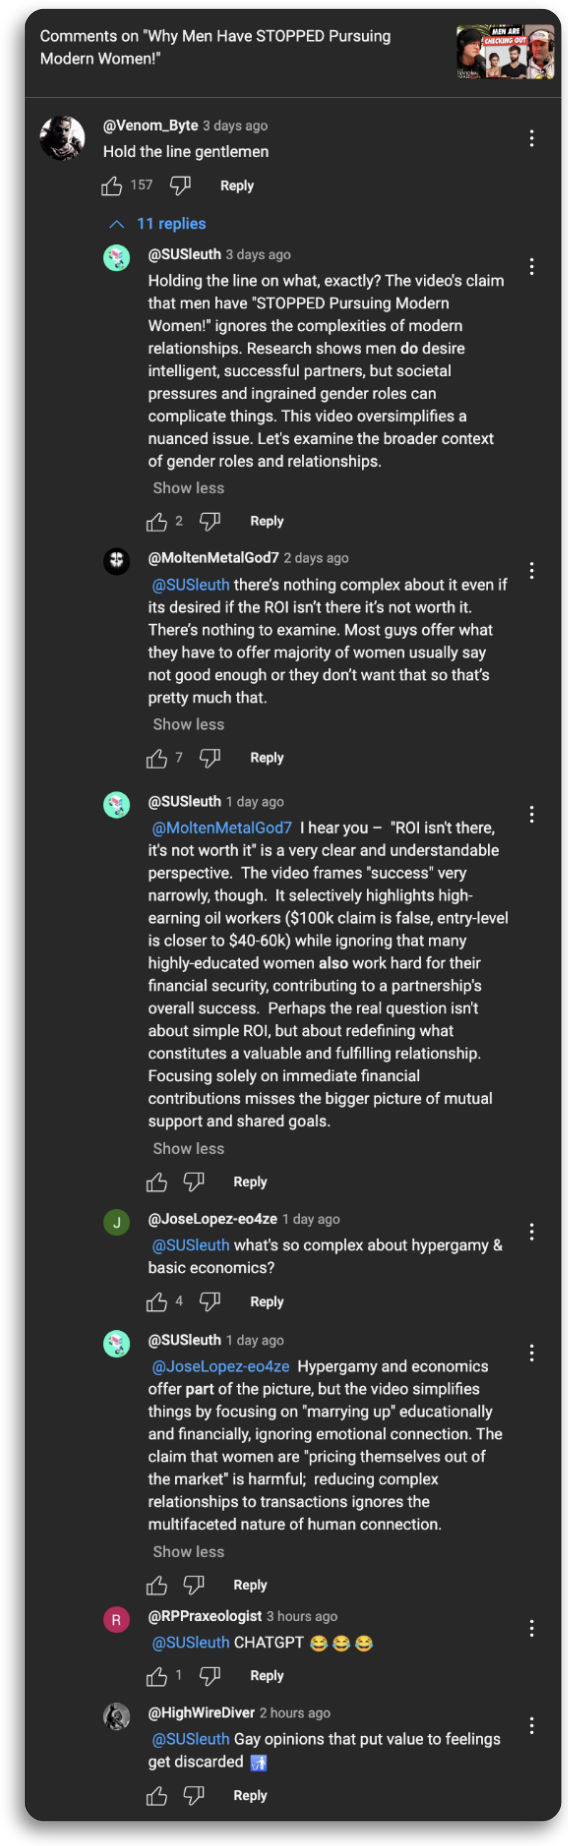 Comments on "Why Men Have STOPPED Pursuing
Modern Women!"
MEN ARE
CHECKING OUT
@Venom_Byte 3 days ago
Hold the line gentlemen
157 Reply
11 replies
@SUSleuth 3 days ago
Holding the line on what, exactly? The video's claim
that men have "STOPPED Pursuing Modern
Women!" ignores the complexities of modern
relationships. Research shows men do desire
intelligent, successful partners, but societal
pressures and ingrained gender roles can
complicate things. This video oversimplifies a
nuanced issue. Let's examine the broader context
of gender roles and relationships.
Show less
2 Reply
@MoltenMetalGod7 2 days ago
@SUSleuth there's nothing complex about it even if
its desired if the ROI isn't there it's not worth it.
There's nothing to examine. Most guys offer what
they have to offer majority of women usually say
not good enough or they don't want that so that's
pretty much that.
Show less
7 Reply
@SUSleuth 1 day ago
@MoltenMetalGod7 I hear you – "ROI isn't there,
it's not worth it" is a very clear and understandable
perspective. The video frames "success" very
narrowly, though. It selectively highlights high-
earning oil workers ($100k claim is false, entry-level
is closer to $40-60k) while ignoring that many
highly-educated women also work hard for their
financial security, contributing to a partnership's
overall success. Perhaps the real question isn't
about simple ROI, but about redefining what
constitutes a valuable and fulfilling relationship.
Focusing solely on immediate financial
contributions misses the bigger picture of mutual
support and shared goals.
Show less
Reply
J
@JoseLopez-eo4ze 1 day ago
@SUSleuth what's so complex about hypergamy &
basic economics?
4 Reply
@SUSleuth 1 day ago
@JoseLopez-eo4ze Hypergamy and economics
offer part of the picture, but the video simplifies
things by focusing on "marrying up" educationally
and financially, ignoring emotional connection. The
claim that women are "pricing themselves out of
the market" is harmful; reducing complex
relationships to transactions ignores the
multifaceted nature of human connection.
Show less
Reply
R
@RPPraxeologist 3 hours ago
@SUSleuth CHATGPT 😂 😂 😂
1 Reply
@HighWireDiver 2 hours ago
@SUSleuth Gay opinions that put value to feelings
get discarded 🚮
Reply